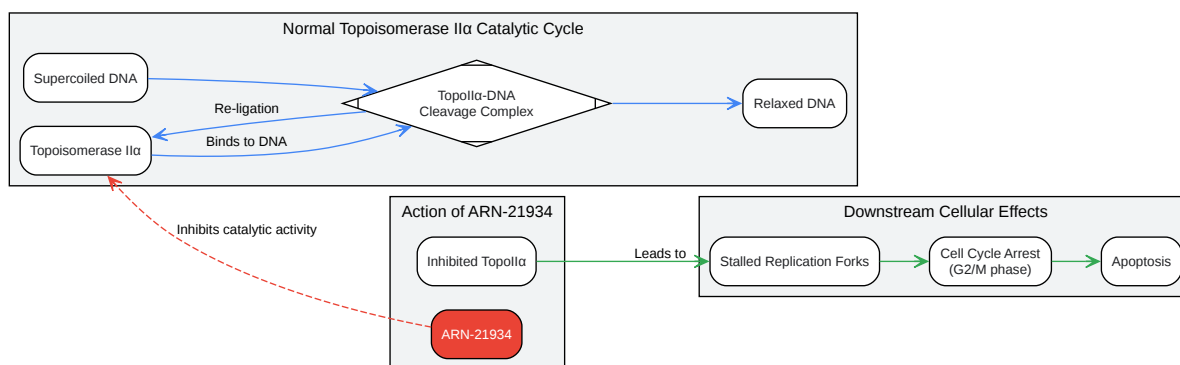 Normal Topoisomerase IIα Catalytic Cycle
Supercoiled DNA
TopoIIα-DNA
Cleavage Complex
Relaxed DNA
Re-ligation
Binds to DNA
Topoisomerase IIα
Inhibits catalytic activity
Action of ARN-21934
Inhibited TopoIIα
ARN-21934
Leads to
Downstream Cellular Effects
Stalled Replication Forks
Cell Cycle Arrest
(G2/M phase)
Apoptosis